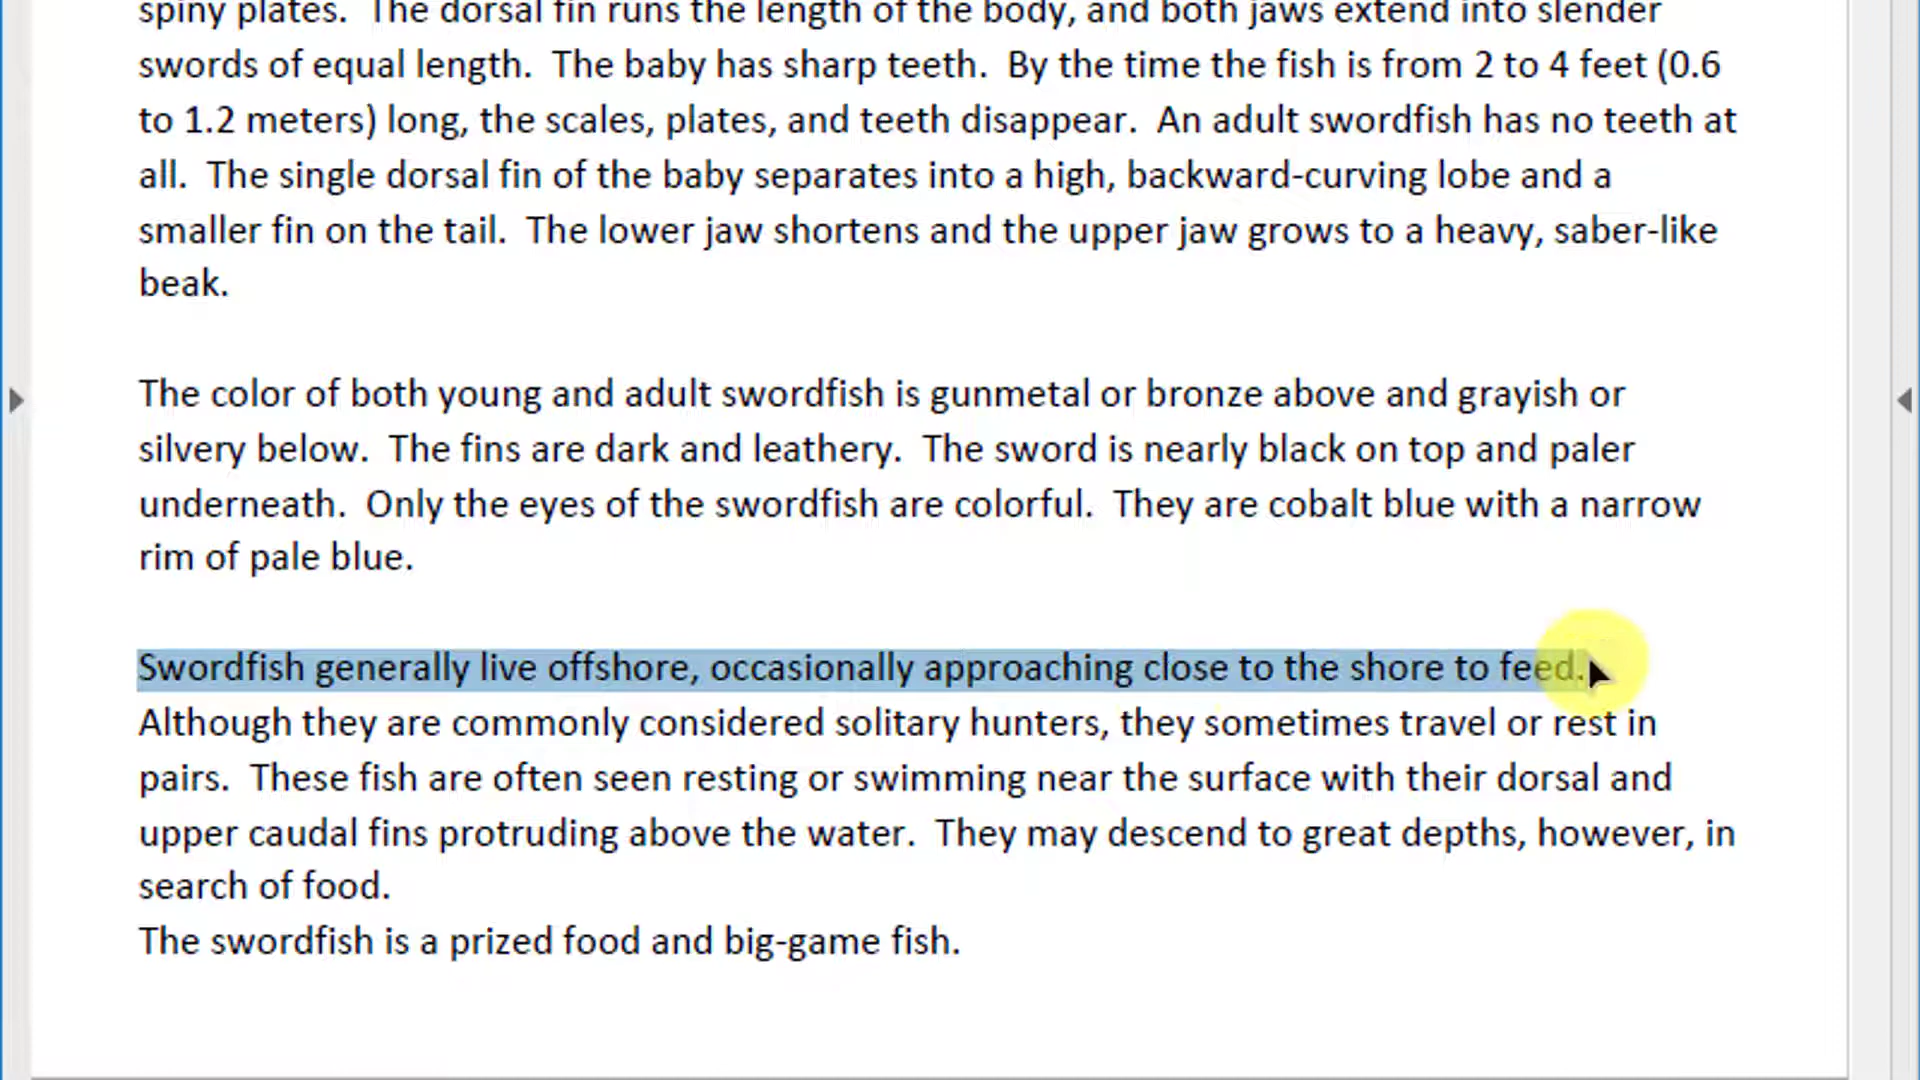 spiny plates.  The dorsal fin runs the length of the body, and both jaws extend into slender
swords of equal length.  The baby has sharp teeth.  By the time the fish is from 2 to 4 feet (0.6
to 1.2 meters) long, the scales, plates, and teeth disappear.  An adult swordfish has no teeth at
all.  The single dorsal fin of the baby separates into a high, backward-curving lobe and a
smaller fin on the tail.  The lower jaw shortens and the upper jaw grows to a heavy, saber-like
beak.
The color of both young and adult swordfish is gunmetal or bronze above and grayish or
silvery below.  The fins are dark and leathery.  The sword is nearly black on top and paler
underneath.  Only the eyes of the swordfish are colorful.  They are cobalt blue with a narrow
rim of pale blue.
Swordfish generally live offshore, occasionally approaching close to the shore to feed.
Although they are commonly considered solitary hunters, they sometimes travel or rest in
pairs.  These fish are often seen resting or swimming near the surface with their dorsal and
upper caudal fins protruding above the water.  They may descend to great depths, however, in
search of food.
The swordfish is a prized food and big-game fish.